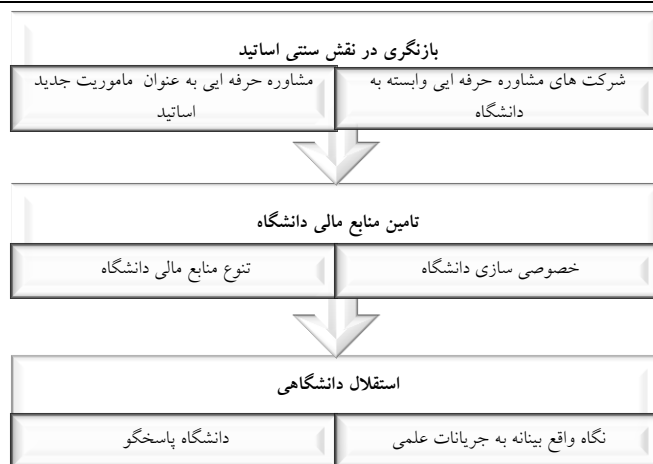 بازنگری در نقش سنتی اساتید
شرکت های مشاوره حرفه ایی وابسته به
دانشگاه
مشاوره حرفه ایی به عنوان ماموریت جدید
اساتید
تامین منابع مالی دانشگاه
خصوصی سازی دانشگاه
تنوع منابع مالی دانشگاه
استقلال دانشگاهی
نگاه واقع بینانه به جریانات علمی
دانشگاه پاسخگو